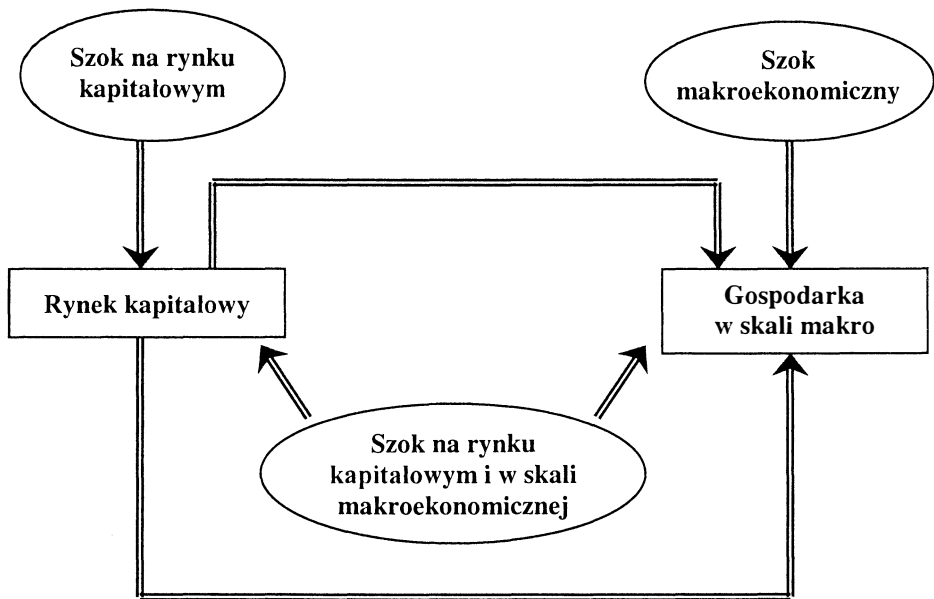 Szok na rynku
kapitałowym
Szok
makroekonomiczny
Rynek kapitałowy
Gospodarka
w skali makro
Szok na rynku
kapitałowym i w skali
makroekonomicznej